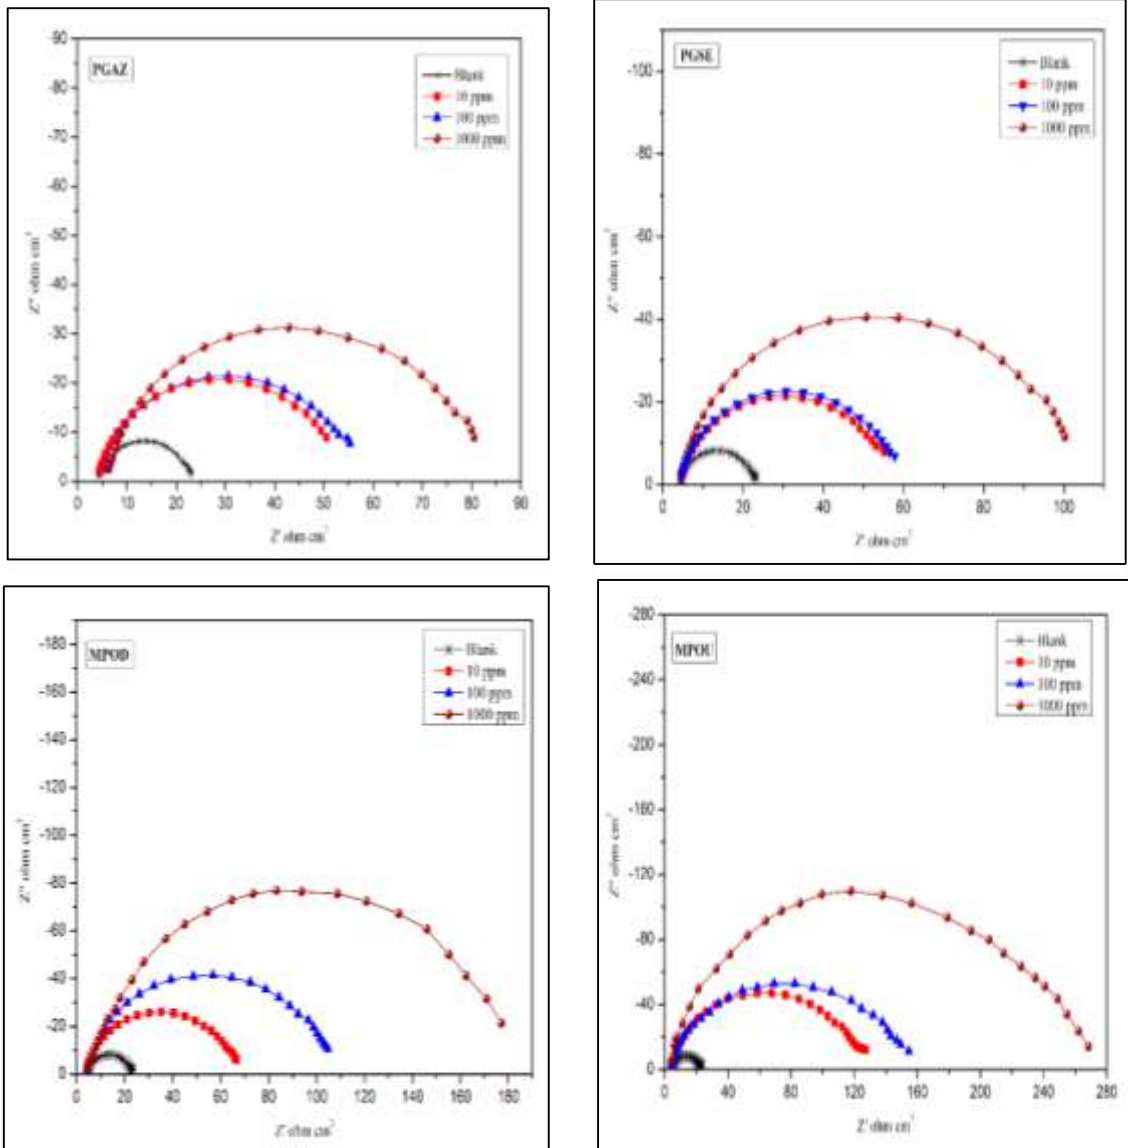 PGAZ
Blank
10 ppm
100 ppm
1000 ppm
-90
-80
-70
-60
-50
-40
-30
-20
-10
0
Z" ohm cm²
0 10 20 30 40 50 60 70 80 90
Z' ohm cm²
PGSE
Blank
10 ppm
100 ppm
1000 ppm
-100
-80
-60
-40
-20
0
Z" ohm cm²
0 20 40 60 80 100
Z' ohm cm²
MPOD
Blank
10 ppm
100 ppm
1000 ppm
-180
-160
-140
-120
-100
-80
-60
-40
-20
0
Z" ohm cm²
0 20 40 60 80 100 120 140 160 180
Z' ohm cm²
MPOU
Blank
10 ppm
100 ppm
1000 ppm
-280
-240
-200
-160
-120
-80
-40
0
Z" ohm cm²
0 40 80 120 160 200 240 280
Z' ohm cm²